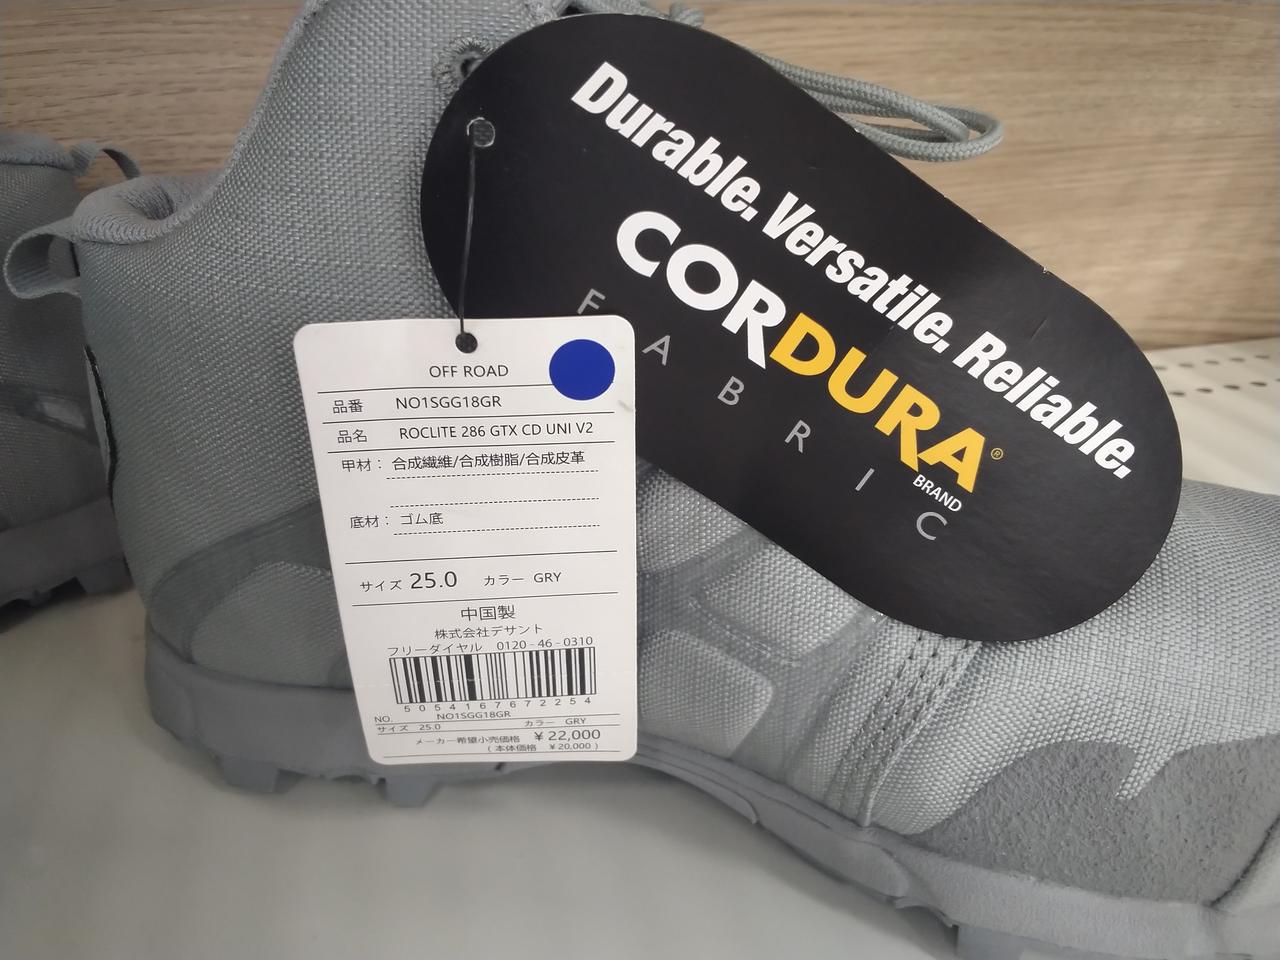 Durable. Versatile. Reliable.
CORDURA®
BRAND
FABRIC
OFF ROAD
品番 NO1SGG18GR
品名 ROCLITE 286 GTX CD UNI V2
甲材： 合成繊維/合成樹脂/合成皮革
底材： ゴム底
サイズ 25.0 カラー GRY
中国製
株式会社デサント
フリーダイヤル 0120-46-0310
5054167672254
NO. NO1SGG18GR
サイズ 25.0 カラー GRY
メーカー希望小売価格 ￥22,000
(本体価格 ￥20,000)